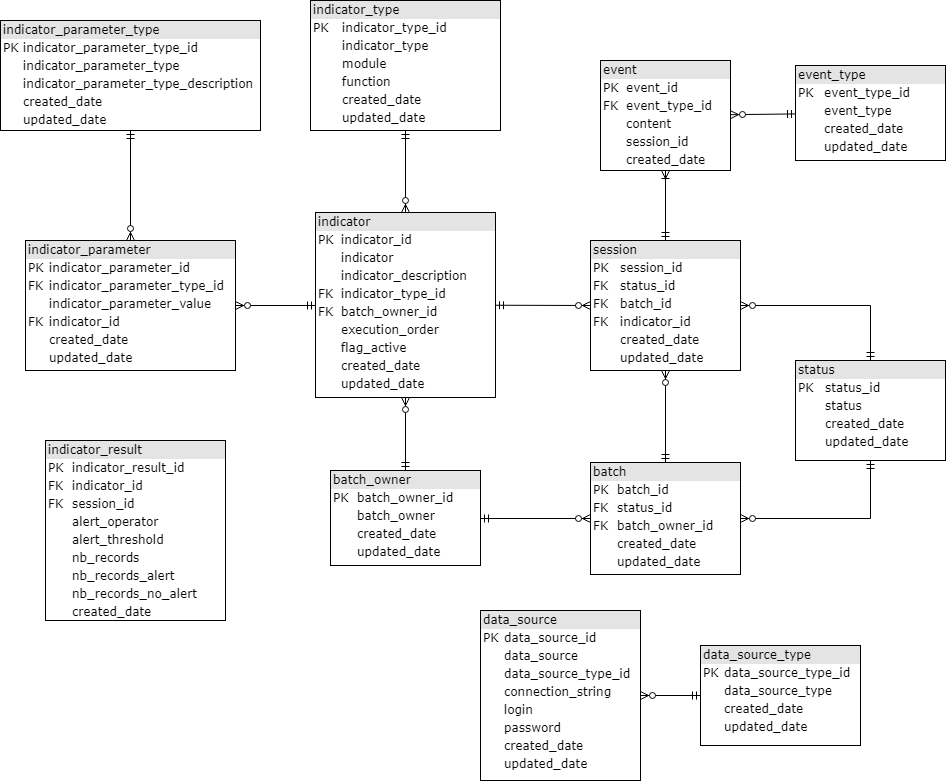 indicator_parameter_type
PK indicator_parameter_type_id
indicator_parameter_type
indicator_parameter_type_description
created_date
updated_date
indicator_type
PK indicator_type_id
indicator_type
module
function
created_date
updated_date
event
PK event_id
FK event_type_id
content
session_id
created_date
event_type
PK event_type_id
event_type
created_date
updated_date
indicator_parameter
PK indicator_parameter_id
FK indicator_parameter_type_id
indicator_parameter_value
FK indicator_id
created_date
updated_date
indicator
PK indicator_id
indicator
indicator_description
FK indicator_type_id
FK batch_owner_id
execution_order
flag_active
created_date
updated_date
session
PK session_id
FK status_id
FK batch_id
FK indicator_id
created_date
updated_date
status
PK status_id
status
created_date
updated_date
indicator_result
PK indicator_result_id
FK indicator_id
FK session_id
alert_operator
alert_threshold
nb_records
nb_records_alert
nb_records_no_alert
created_date
batch_owner
PK batch_owner_id
batch_owner
created_date
updated_date
batch
PK batch_id
FK status_id
FK batch_owner_id
created_date
updated_date
data_source
PK data_source_id
data_source
data_source_type_id
connection_string
login
password
created_date
updated_date
data_source_type
PK data_source_type_id
data_source_type
created_date
updated_date